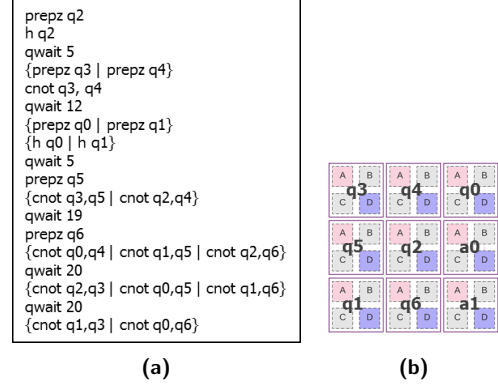 prepz q2
h q2
qwait 5
{prepz q3 | prepz q4}
cnot q3, q4
qwait 12
{prepz q0 | prepz q1}
{h q0 | h q1}
qwait 5
prepz q5
{cnot q3,q5 | cnot q2,q4}
qwait 19
prepz q6
{cnot q0,q4 | cnot q1,q5 | cnot q2,q6}
qwait 20
{cnot q2,q3 | cnot q0,q5 | cnot q1,q6}
qwait 20
{cnot q1,q3 | cnot q0,q6}
(a)
A B A B A B
q3 q4 q0
C D C D C D
A B A B A B
q5 q2 a0
C D C D C D
A B A B A B
q1 q6 a1
C D C D C D
(b)